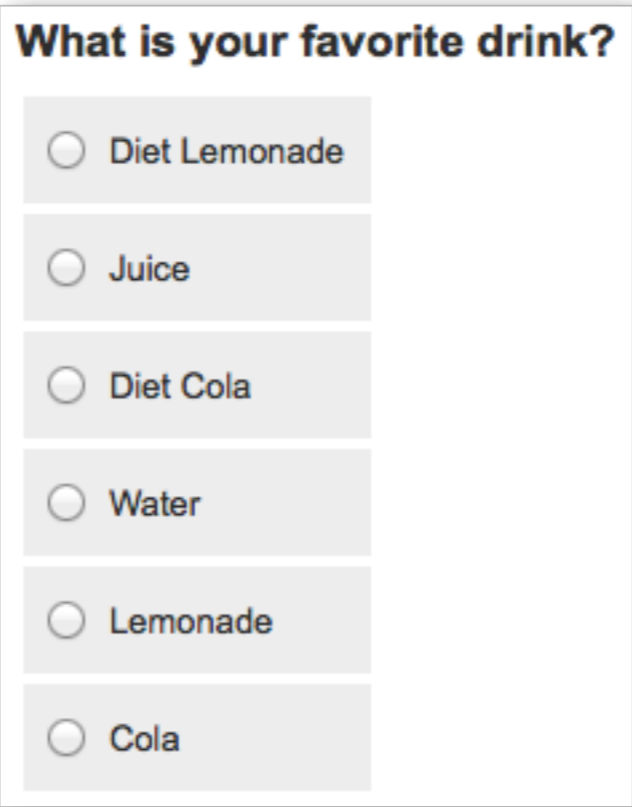 What is your favorite drink?
Diet Lemonade
Juice
Diet Cola
Water
Lemonade
Cola